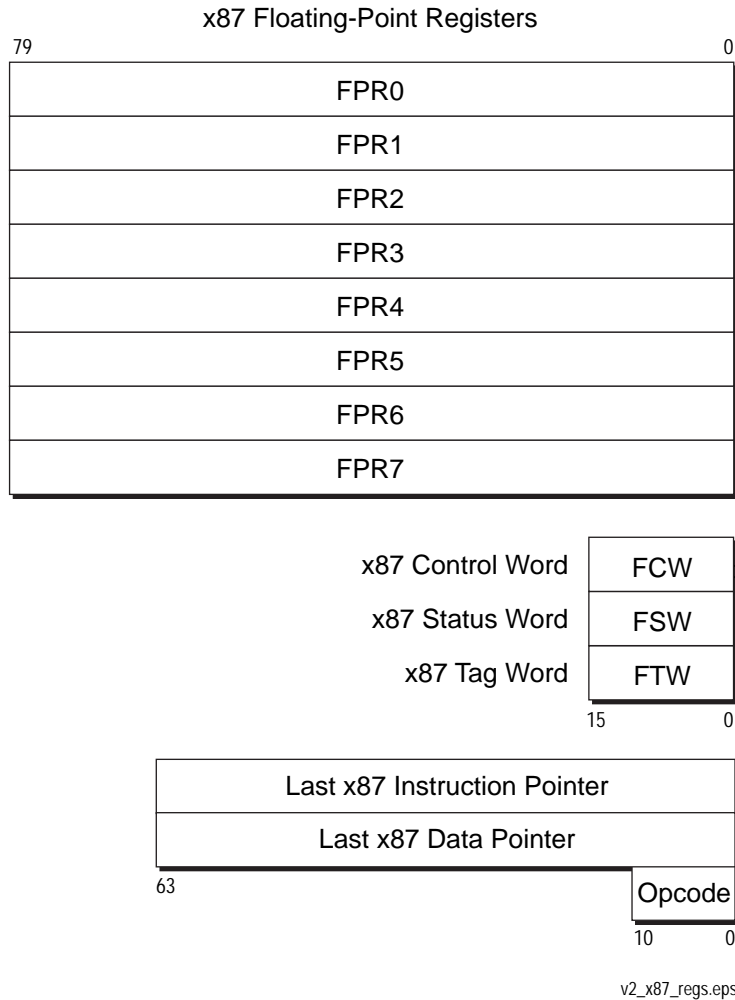 x87 Floating-Point Registers
79 0
FPR0
FPR1
FPR2
FPR3
FPR4
FPR5
FPR6
FPR7
x87 Control Word FCW
x87 Status Word FSW
x87 Tag Word FTW
15 0
Last x87 Instruction Pointer
Last x87 Data Pointer
63 Opcode
10 0
v2_x87_regs.eps